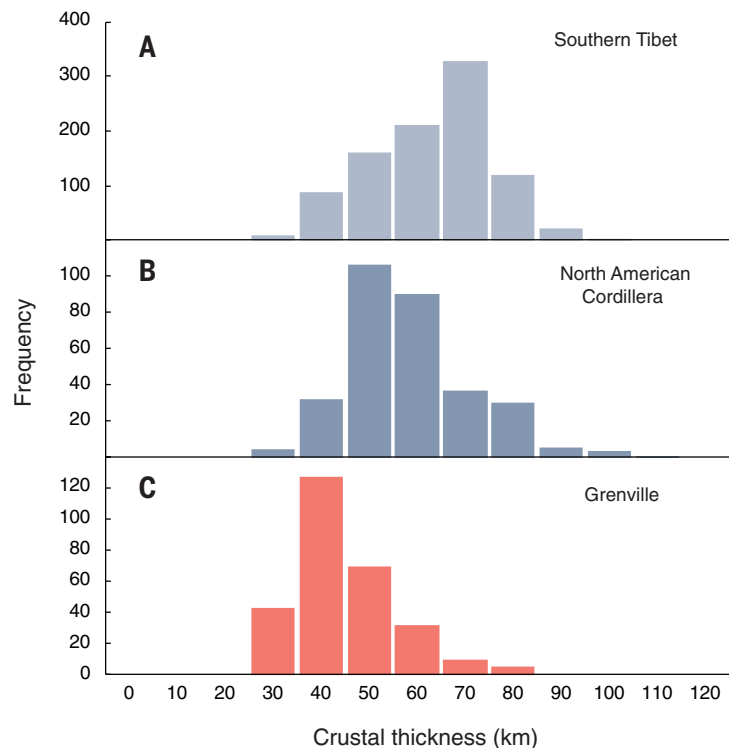 A
Southern Tibet
400
300
200
100
B
North American
Cordillera
100
80
60
40
20
Frequency
C
Grenville
120
100
80
60
40
20
0
0 10 20 30 40 50 60 70 80 90 100 110 120
Crustal thickness (km)